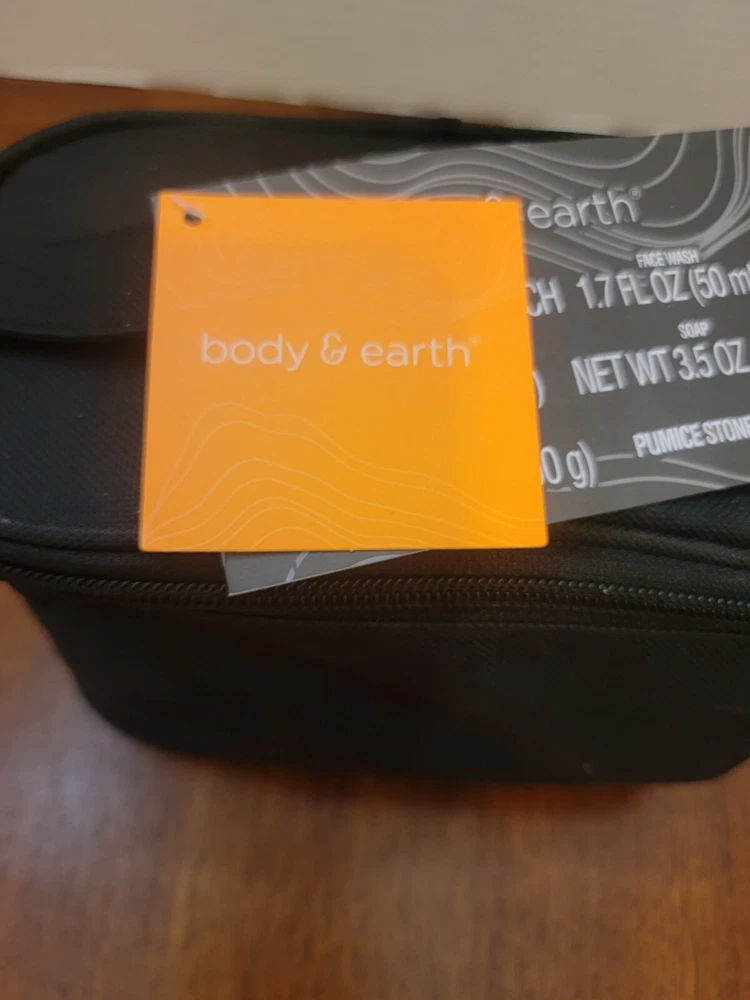 body & earth®
earth®
FACE WASH
CH 1.7 FL OZ (50 ml
SOAP
) NET WT 3.5 OZ
PUMICE STONE
0 g)